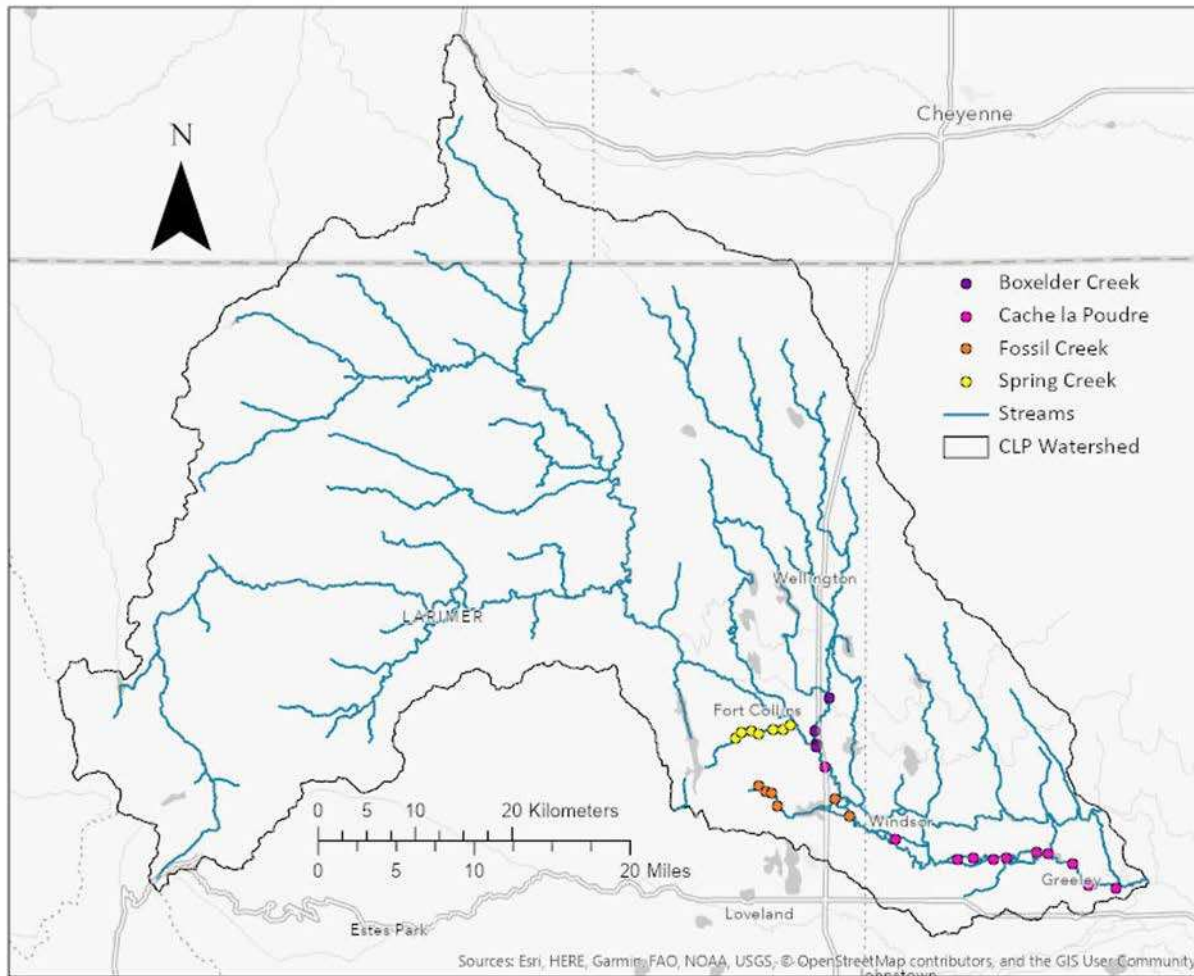 Cheyenne
N
Boxelder Creek
Cache la Poudre
Fossil Creek
Spring Creek
Streams
CLP Watershed
Wellington
LARIMER
Fort Collins
0 5 10 20 Kilometers
Windsor
0 5 10 20 Miles
Greeley
Loveland
Estes Park
Sources: Esri, HERE, Garmin, FAO, NOAA, USGS, © OpenStreetMap contributors, and the GIS User Community
Johnstown